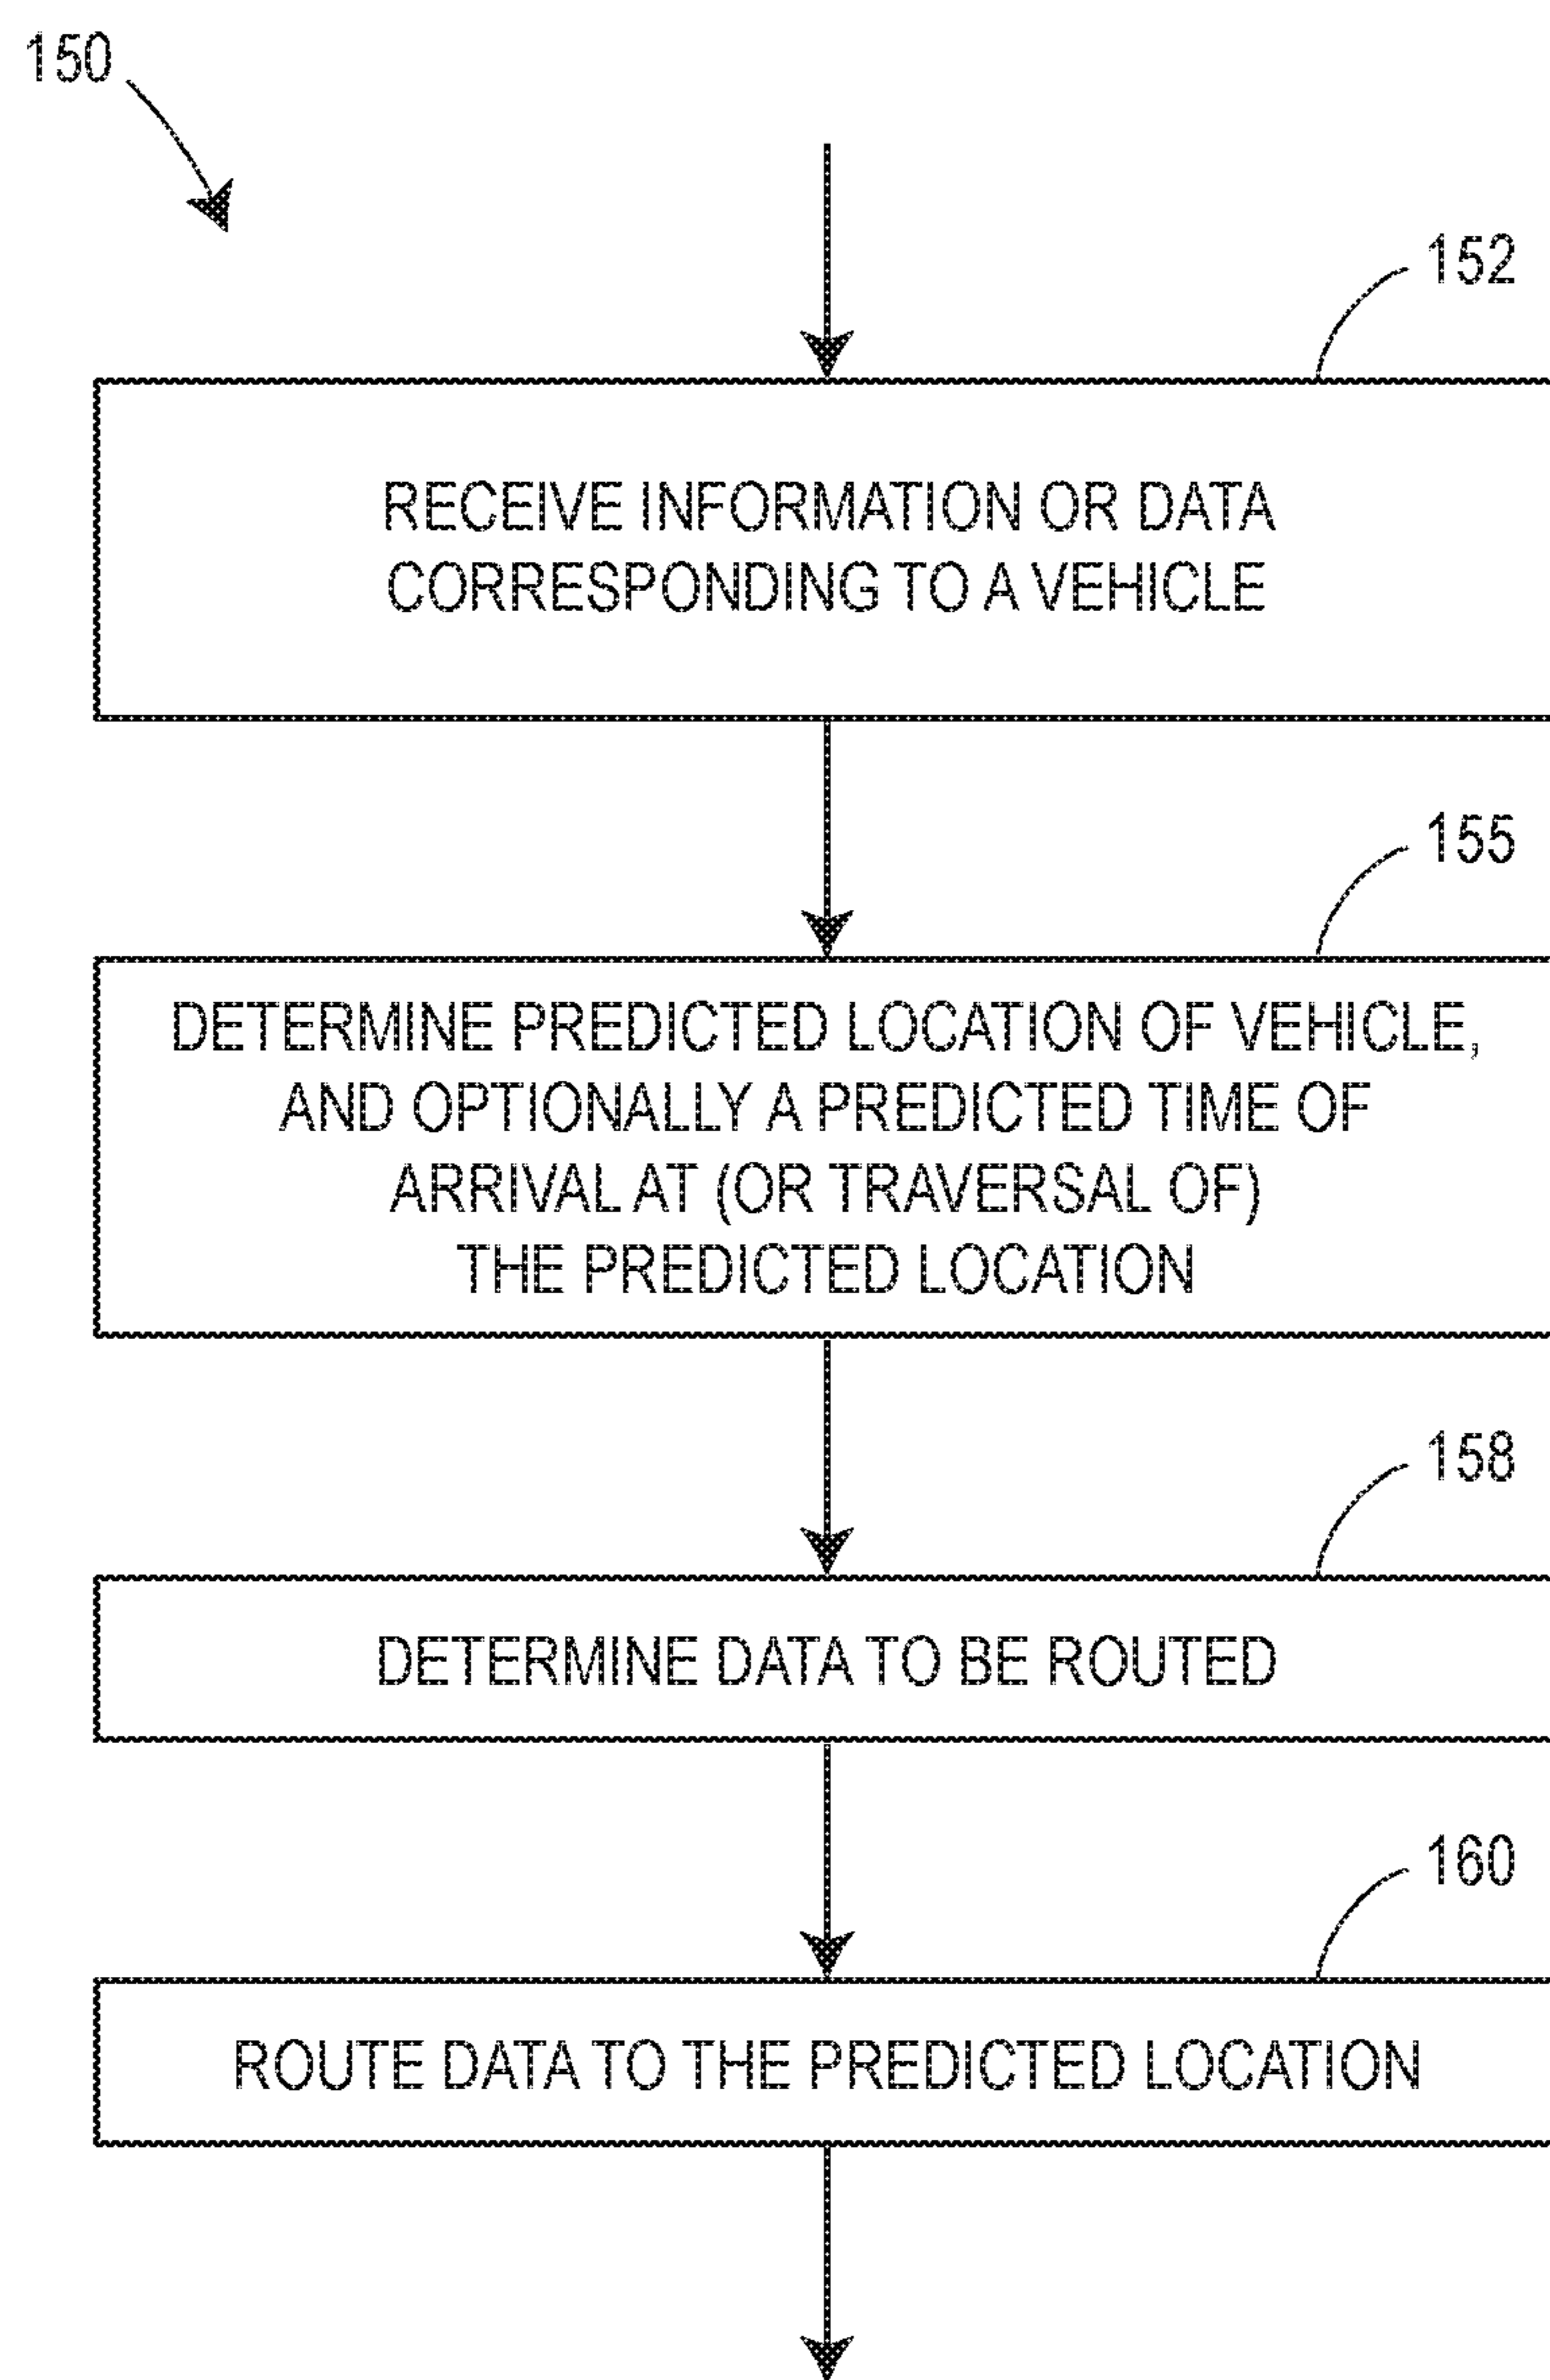 150
152
RECEIVE INFORMATION OR DATA
CORRESPONDING TO A VEHICLE
155
DETERMINE PREDICTED LOCATION OF VEHICLE,
AND OPTIONALLY A PREDICTED TIME OF
ARRIVAL AT (OR TRAVERSAL OF)
THE PREDICTED LOCATION
158
DETERMINE DATA TO BE ROUTED
160
ROUTE DATA TO THE PREDICTED LOCATION